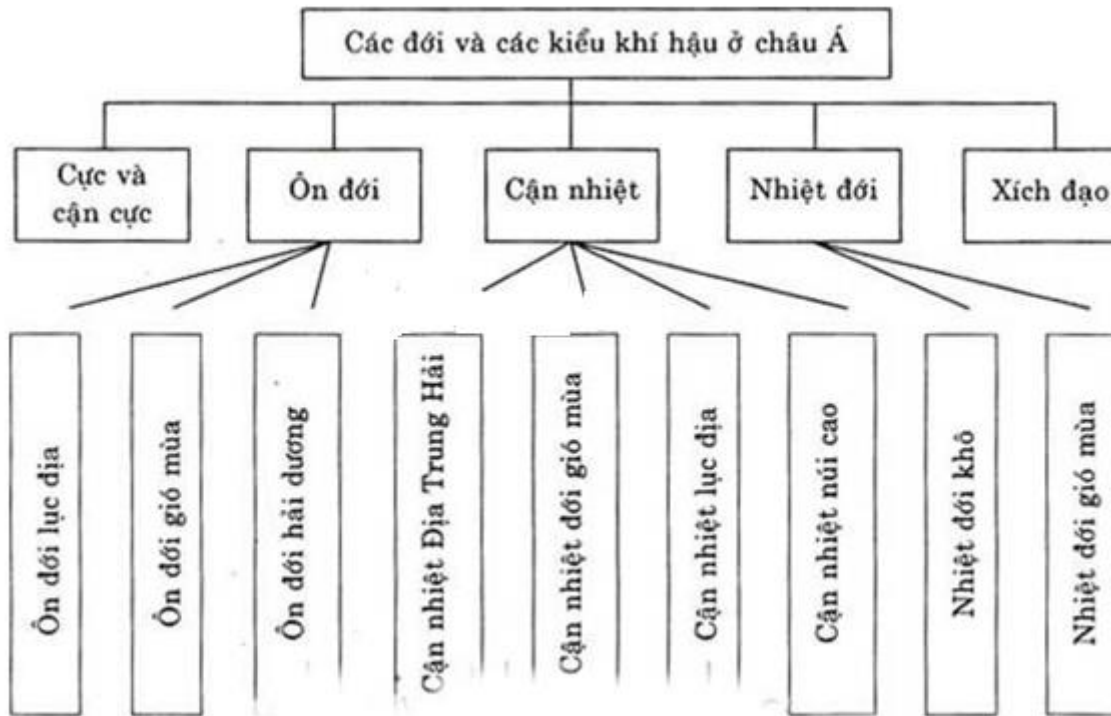 Các đới và các kiểu khí hậu ở châu Á
Cực và
cận cực
Ôn đới
Cận nhiệt
Nhiệt đới
Xích đạo
Ôn đới lục địa
Ôn đới gió mùa
Ôn đới hải dương
Cận nhiệt Địa Trung Hải
Cận nhiệt đới gió mùa
Cận nhiệt lục địa
Cận nhiệt núi cao
Nhiệt đới khô
Nhiệt đới gió mùa